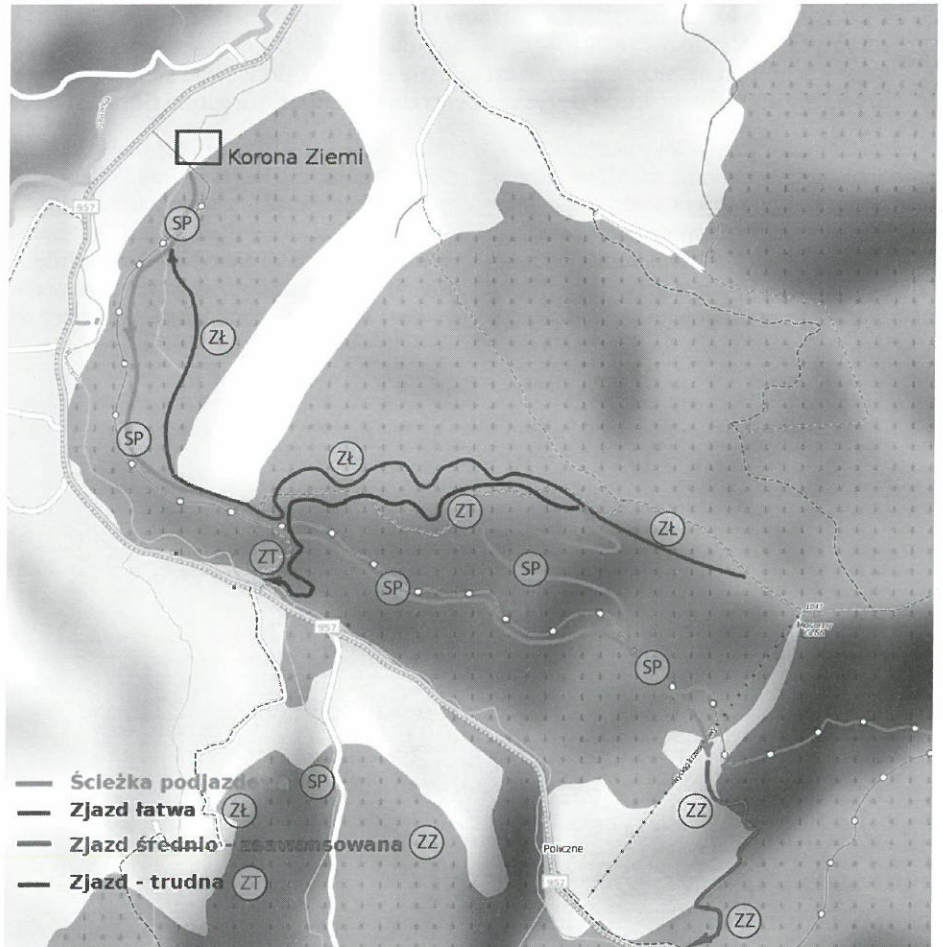 Korona Ziemi
957
SP
ZŁ
SP
ZŁ
ZT
ZŁ
ZT
SP
SP
957
SP
Ścieżka podjazdowa SP
Zjazd łatwa ZŁ
ZZ
Zjazd średnio - zaawansowana ZZ
Policzne
Zjazd - trudna ZT
957
ZZ